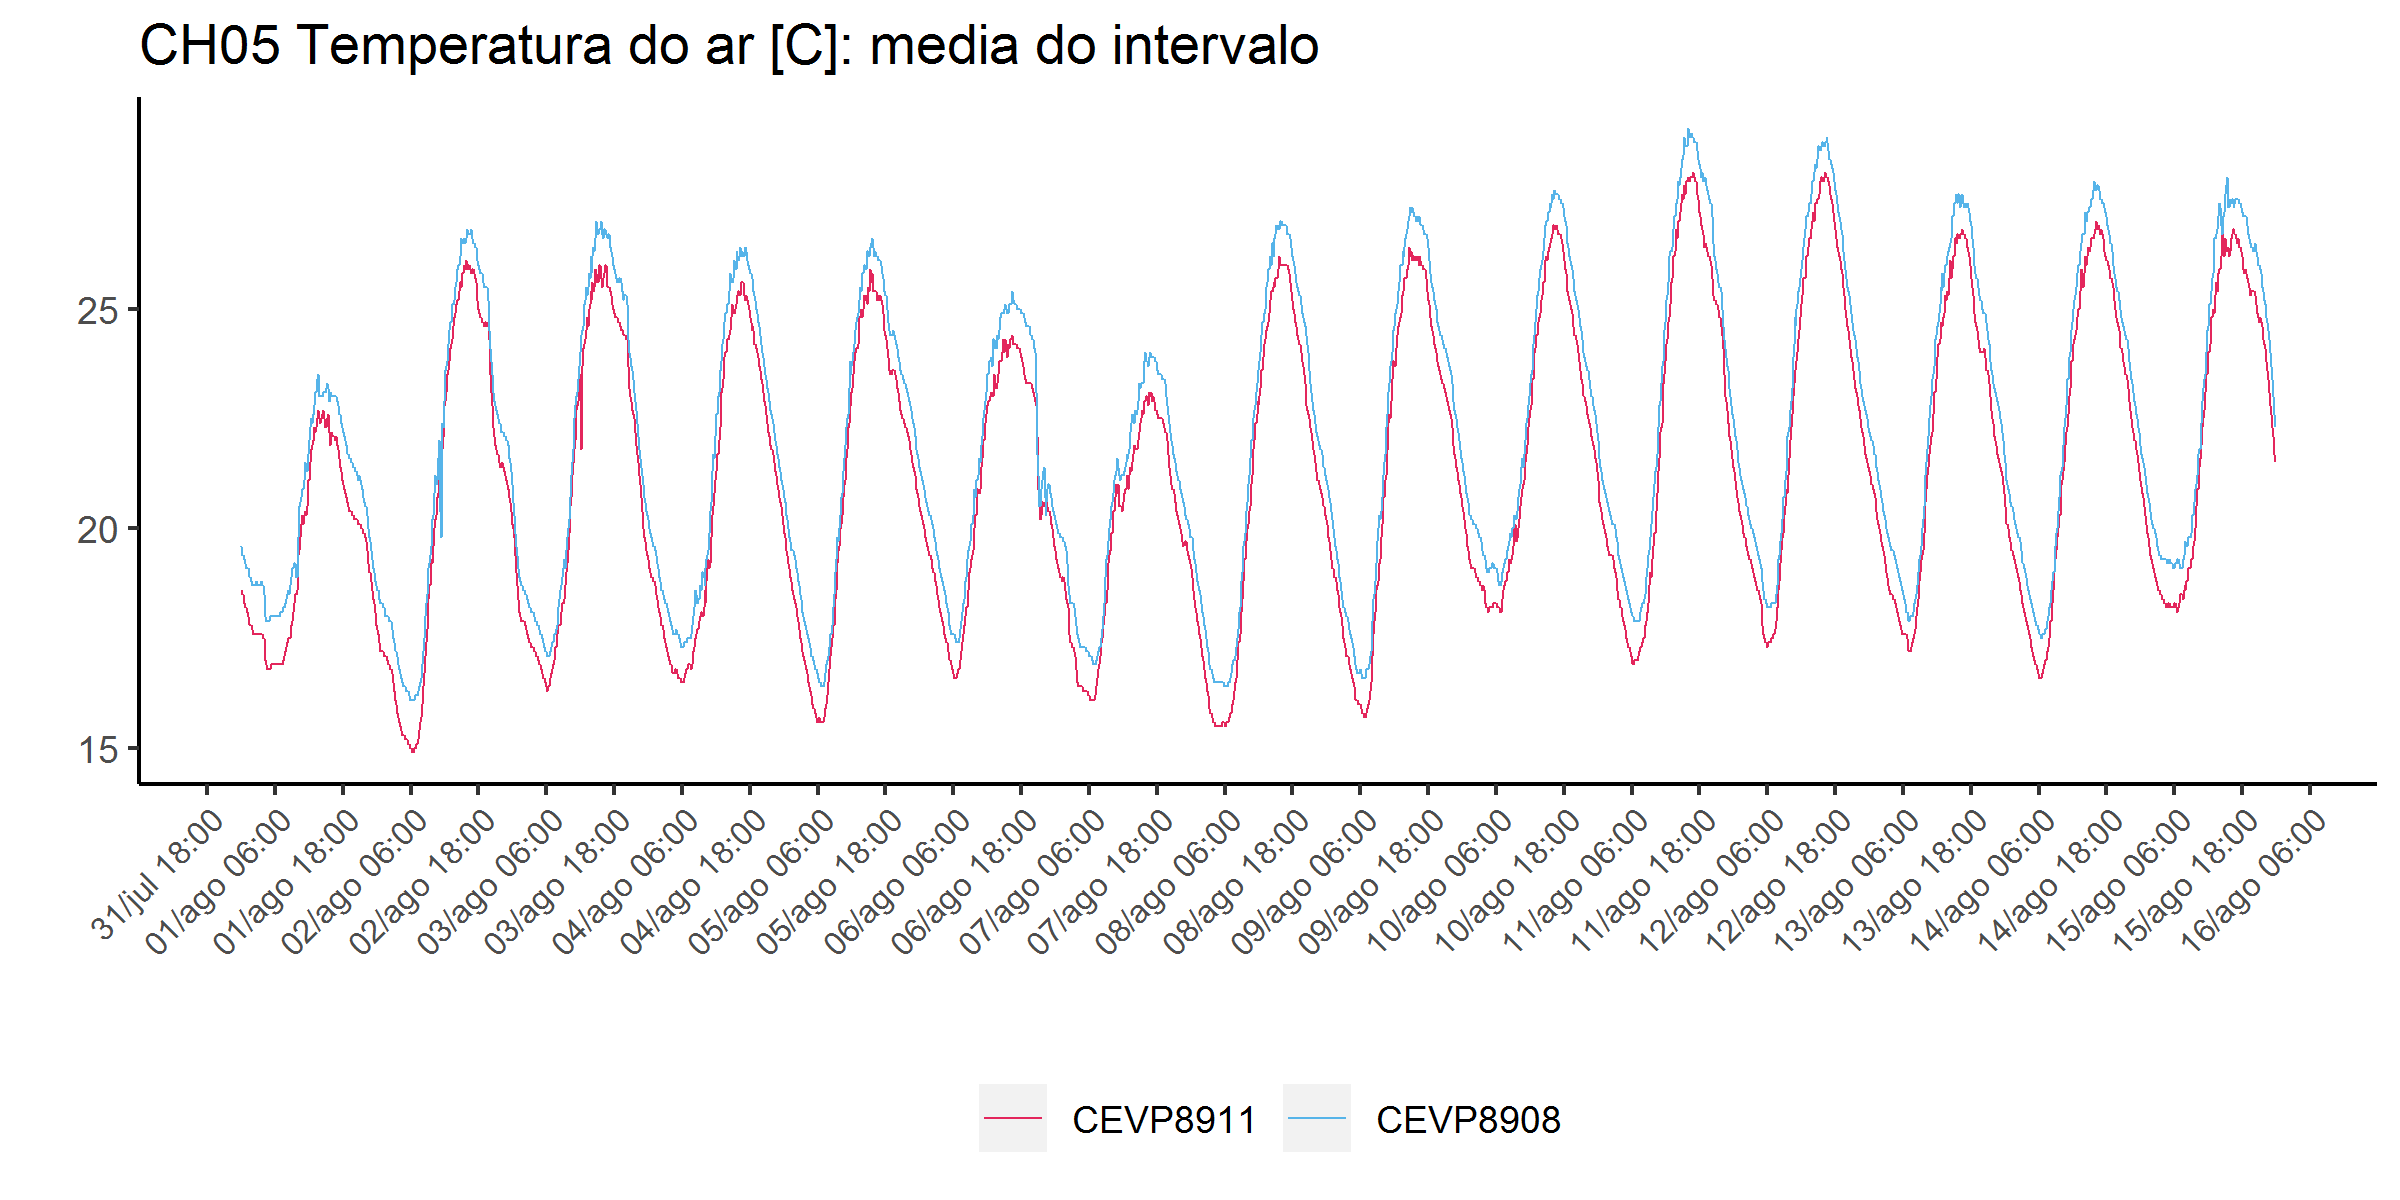 CH05 Temperatura do ar [C]: media do intervalo
25
20
15
31/jul 18:00
01/ago 06:00
01/ago 18:00
02/ago 06:00
02/ago 18:00
03/ago 06:00
03/ago 18:00
04/ago 06:00
04/ago 18:00
05/ago 06:00
05/ago 18:00
06/ago 06:00
06/ago 18:00
07/ago 06:00
07/ago 18:00
08/ago 06:00
08/ago 18:00
09/ago 06:00
09/ago 18:00
10/ago 06:00
10/ago 18:00
11/ago 06:00
11/ago 18:00
12/ago 06:00
12/ago 18:00
13/ago 06:00
13/ago 18:00
14/ago 06:00
14/ago 18:00
15/ago 06:00
15/ago 18:00
16/ago 06:00
CEVP8911
CEVP8908